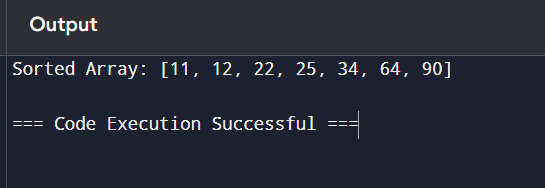 Output
Sorted Array: [11, 12, 22, 25, 34, 64, 90]
=== Code Execution Successful ===